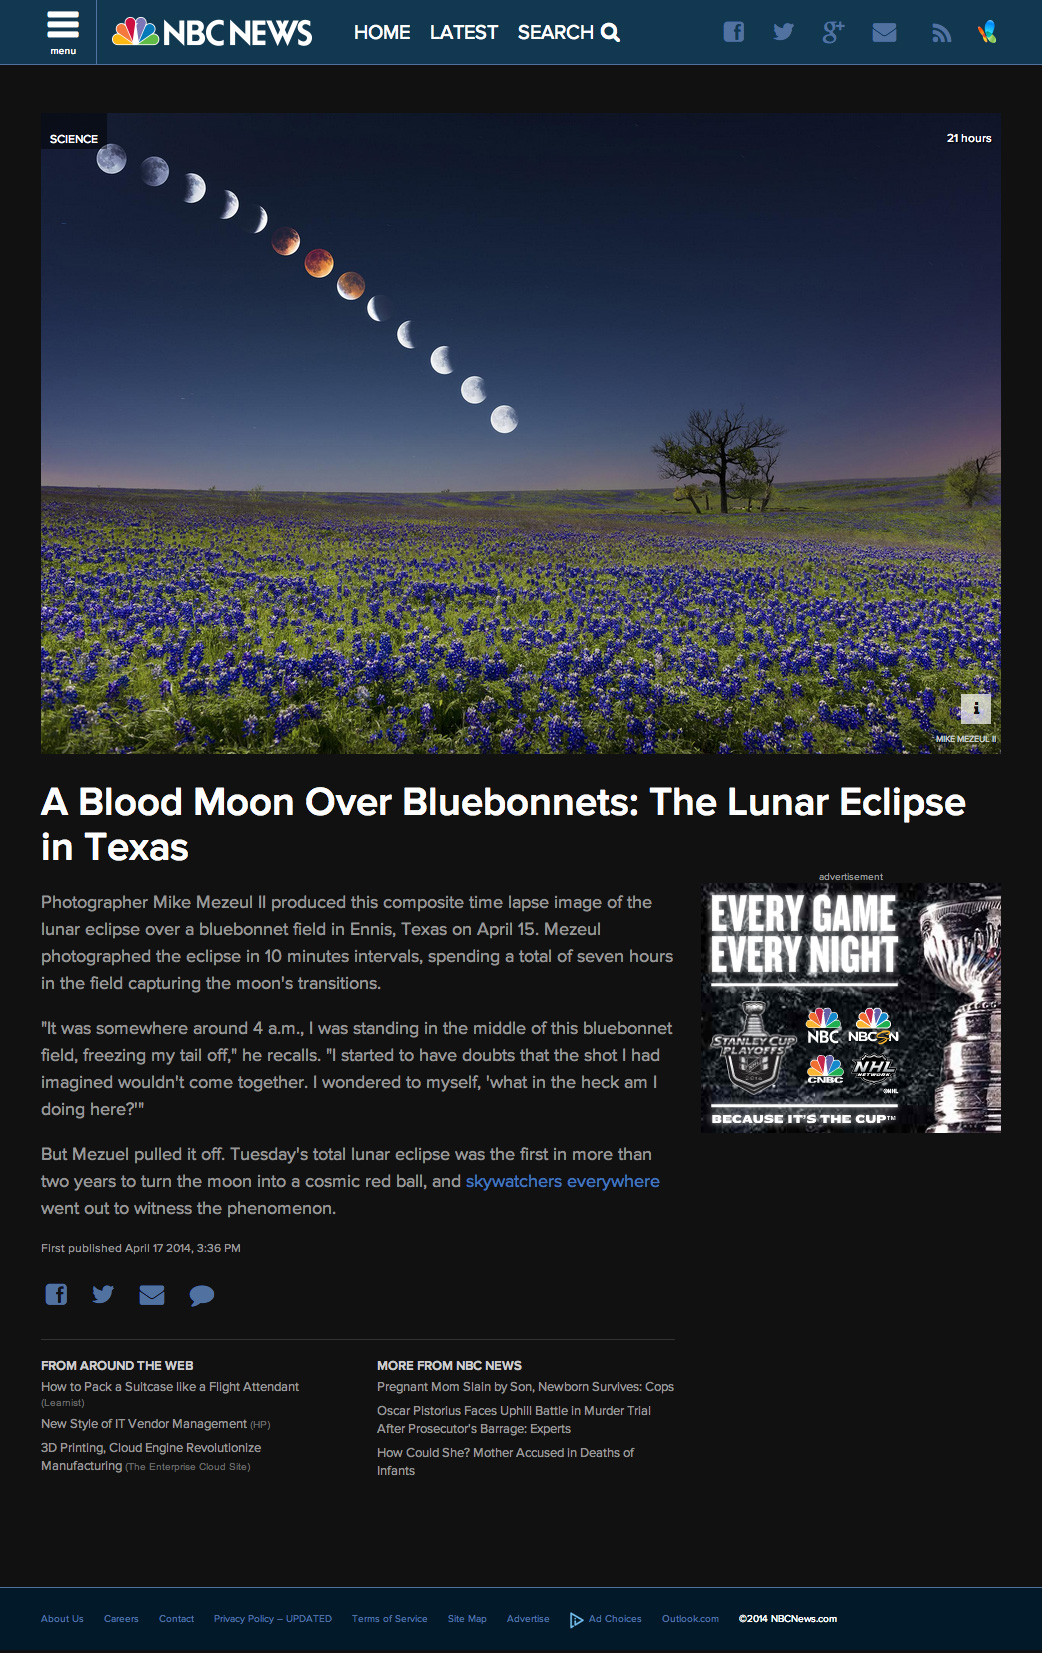 menu
NBC NEWS
HOME LATEST SEARCH
SCIENCE
21 hours
i
MIKE MEZEUL II
A Blood Moon Over Bluebonnets: The Lunar Eclipse
in Texas
Photographer Mike Mezeul II produced this composite time lapse image of the
lunar eclipse over a bluebonnet field in Ennis, Texas on April 15. Mezeul
photographed the eclipse in 10 minutes intervals, spending a total of seven hours
in the field capturing the moon's transitions.
"It was somewhere around 4 a.m., I was standing in the middle of this bluebonnet
field, freezing my tail off," he recalls. "I started to have doubts that the shot I had
imagined wouldn't come together. I wondered to myself, 'what in the heck am I
doing here?'"
But Mezuel pulled it off. Tuesday's total lunar eclipse was the first in more than
two years to turn the moon into a cosmic red ball, and skywatchers everywhere
went out to witness the phenomenon.
First published April 17 2014, 3:36 PM
advertisement
EVERY GAME
EVERY NIGHT
STANLEY CUP
PLAYOFFS
2014
NBC NBCSN
CNBC NHL
NETWORK
©NHL
BECAUSE IT'S THE CUP™
FROM AROUND THE WEB
How to Pack a Suitcase like a Flight Attendant
(Learnist)
New Style of IT Vendor Management (HP)
3D Printing, Cloud Engine Revolutionize
Manufacturing (The Enterprise Cloud Site)
MORE FROM NBC NEWS
Pregnant Mom Slain by Son, Newborn Survives: Cops
Oscar Pistorius Faces Uphill Battle in Murder Trial
After Prosecutor's Barrage: Experts
How Could She? Mother Accused in Deaths of
Infants
About Us Careers Contact Privacy Policy – UPDATED Terms of Service Site Map Advertise Ad Choices Outlook.com ©2014 NBCNews.com